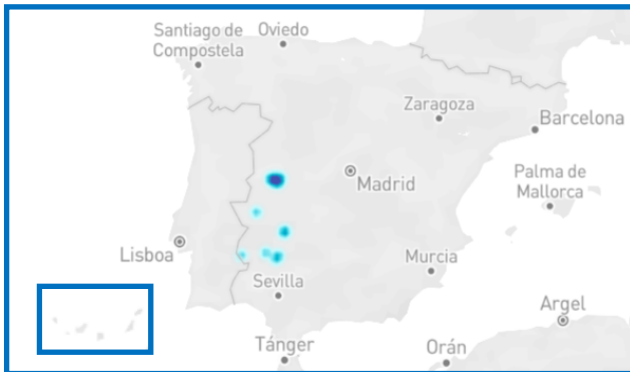 Santiago de
Compostela
Oviedo
Zaragoza
Barcelona
Madrid
Palma de
Mallorca
Lisboa
Murcia
Sevilla
Argel
Tánger
Orán